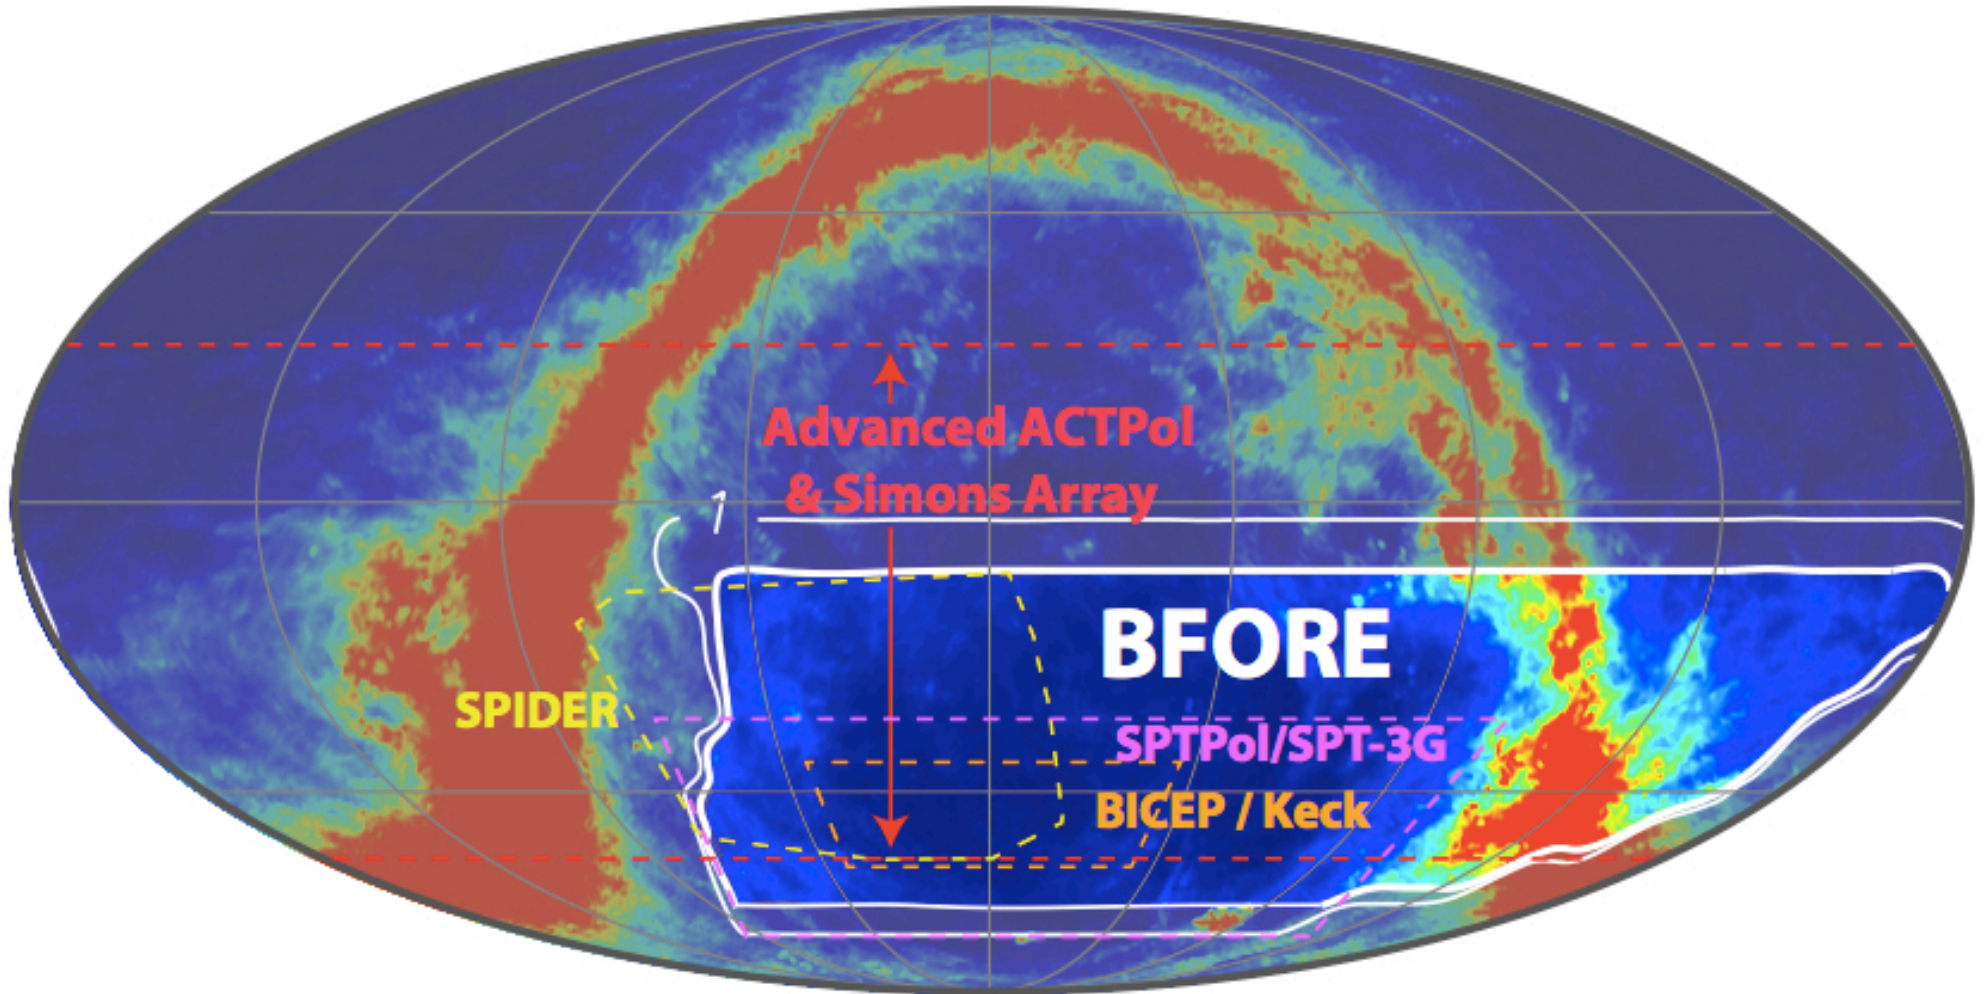 Advanced ACTPol
& Simons Array
BFORE
SPIDER
SPTPol/SPT-3G
BICEP / Keck